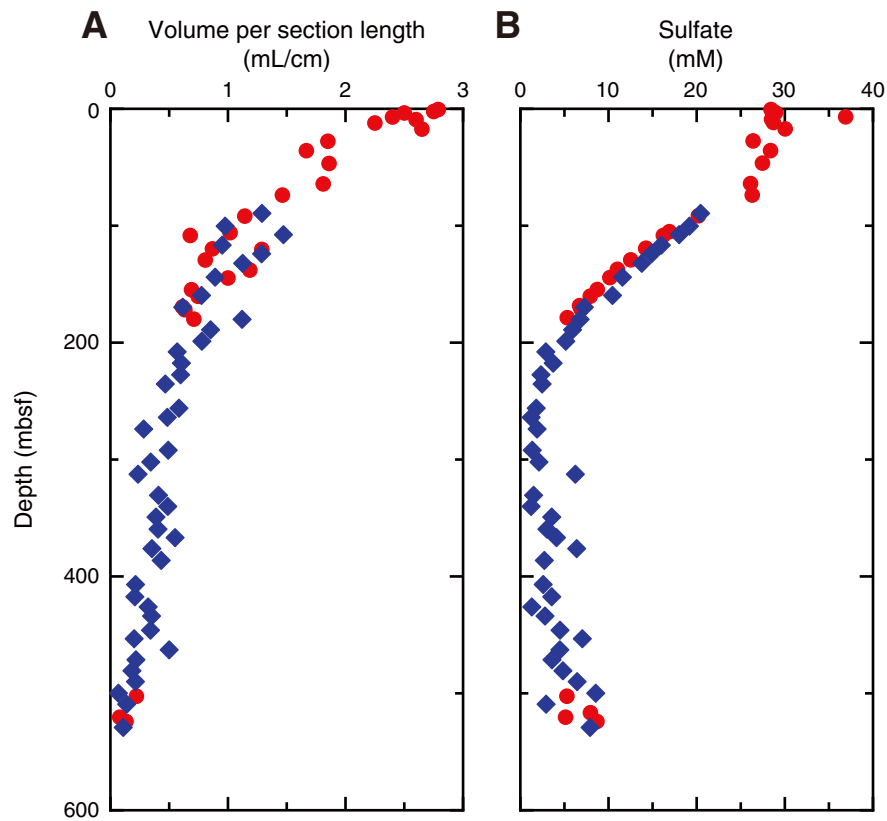 A
Volume per section length
(mL/cm)
0 1 2 3
B
Sulfate
(mM)
0 10 20 30 40
Depth (mbsf)
0
200
400
600